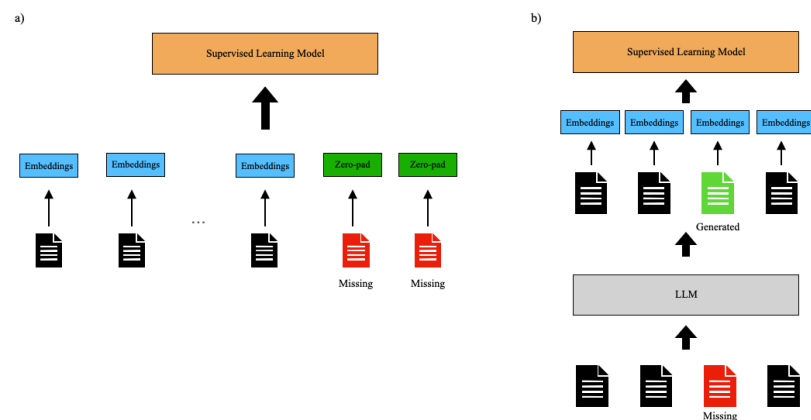 a)
Supervised Learning Model
Embeddings
Embeddings
Embeddings
Zero-pad
Zero-pad
...
Missing
Missing
b)
Supervised Learning Model
Embeddings
Embeddings
Embeddings
Embeddings
Generated
LLM
Missing